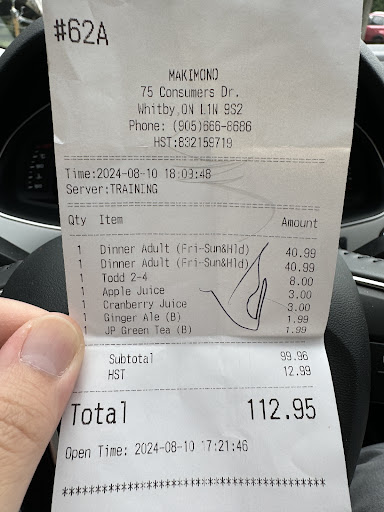 #62A
MAKIMONO
75 Consumers Dr.
Whitby,ON L1N 9S2
Phone: (905)666-8686
HST:832159719
Time:2024-08-10 18:09:48
Server:TRAINING
Qty Item Amount
1 Dinner Adult (Fri-Sun&Hld) 40.99
1 Dinner Adult (Fri-Sun&Hld) 40.99
1 Todd 2-4 8.00
1 Apple Juice 3.00
1 Cranberry Juice 3.00
1 Ginger Ale (B) 1.99
1 JP Green Tea (B) 1.99
Subtotal 99.96
HST 12.99
Total 112.95
Open Time: 2024-08-10 17:21:46
*****************************************